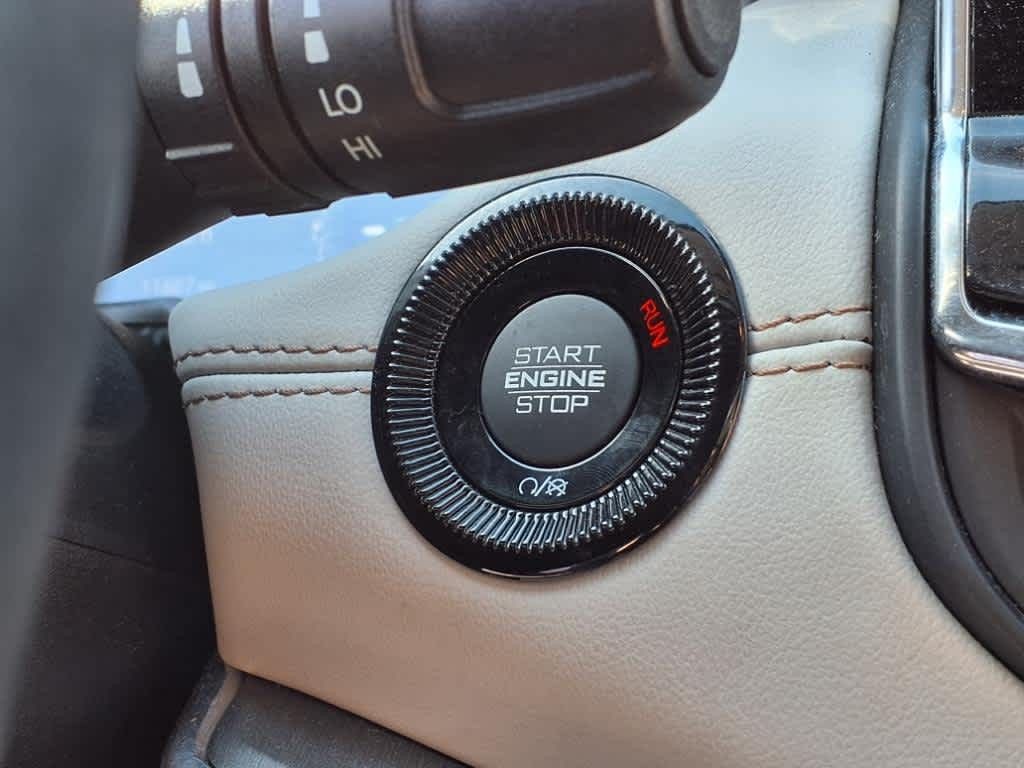 LO
HI
RUN
START
ENGINE
STOP